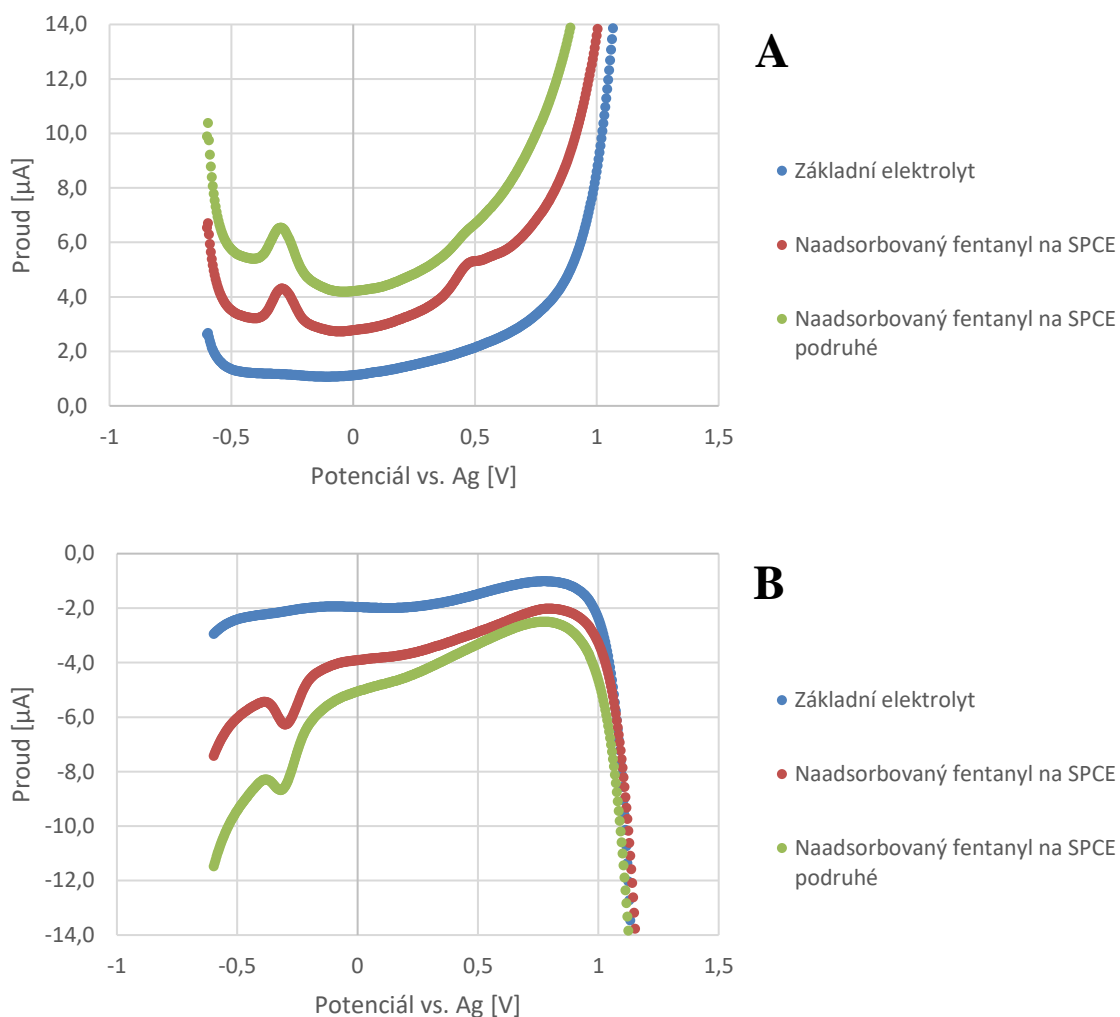 14,0
12,0
10,0
8,0
6,0
4,0
2,0
0,0
-1
-0,5
0
0,5
1
1,5
Proud [µA]
Potenciál vs. Ag [V]
A
Základní elektrolyt
Naadsorbovaný fentanyl na SPCE
Naadsorbovaný fentanyl na SPCE
podruhé
0,0
-2,0
-4,0
-6,0
-8,0
-10,0
-12,0
-14,0
-1
-0,5
0
0,5
1
1,5
Proud [µA]
Potenciál vs. Ag [V]
B
Základní elektrolyt
Naadsorbovaný fentanyl na SPCE
Naadsorbovaný fentanyl na SPCE
podruhé